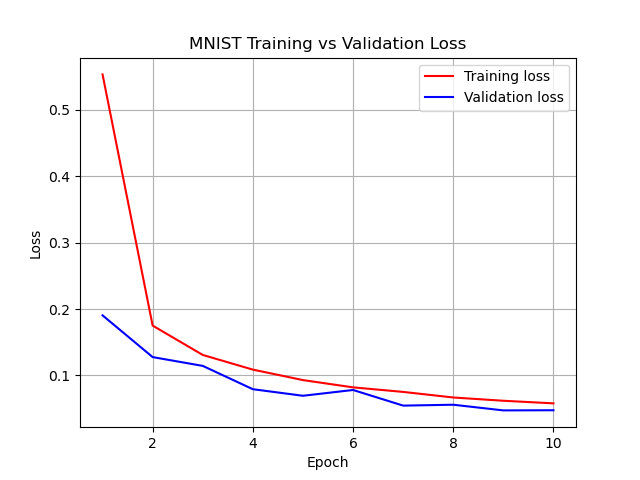 MNIST Training vs Validation Loss
Training loss
Validation loss
0.5
0.4
0.3
0.2
0.1
Loss
2 4 6 8 10
Epoch